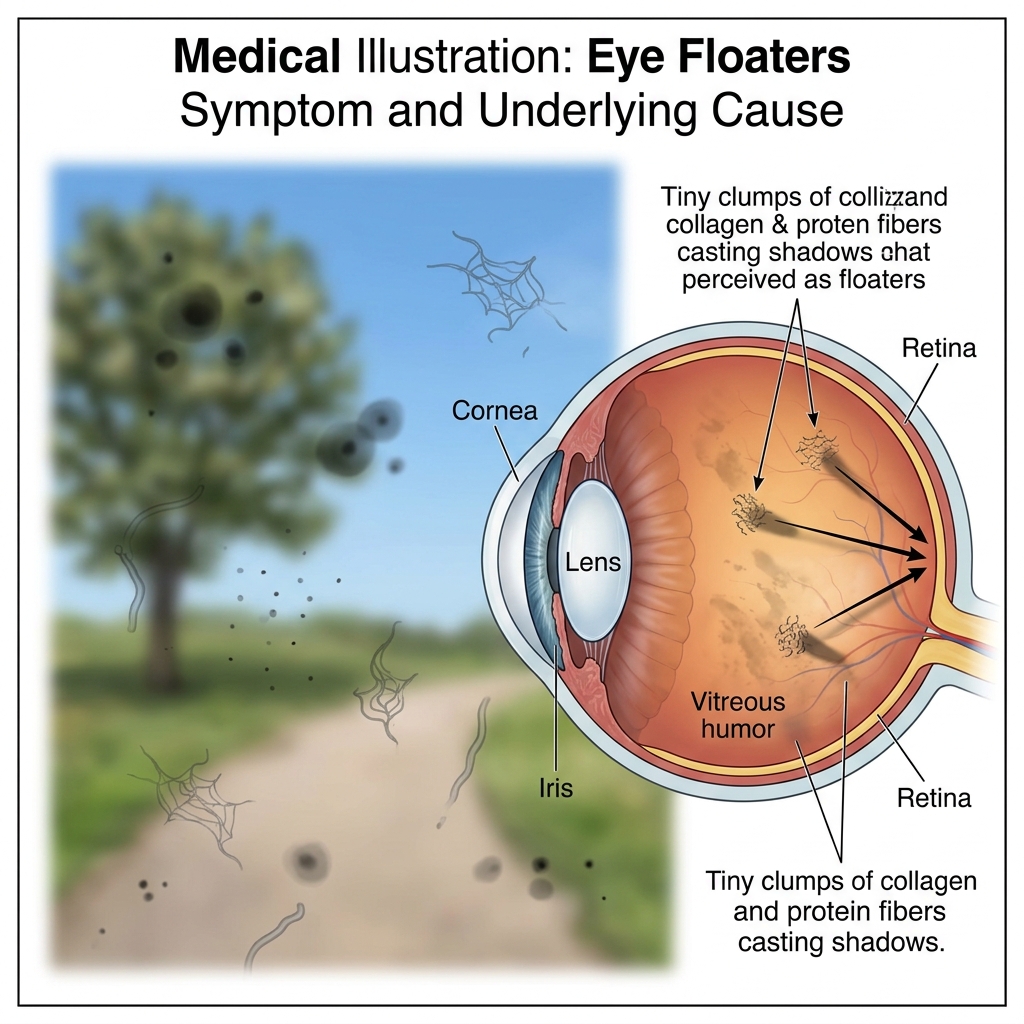 Medical Illustration: Eye Floaters
Symptom and Underlying Cause
Tiny clumps of collizzand
collagen & proten fibers
casting shadows chat
perceived as floaters
Retina
Cornea
Lens
Vitreous
humor
Iris
Retina
Tiny clumps of collagen
and protein fibers
casting shadows.